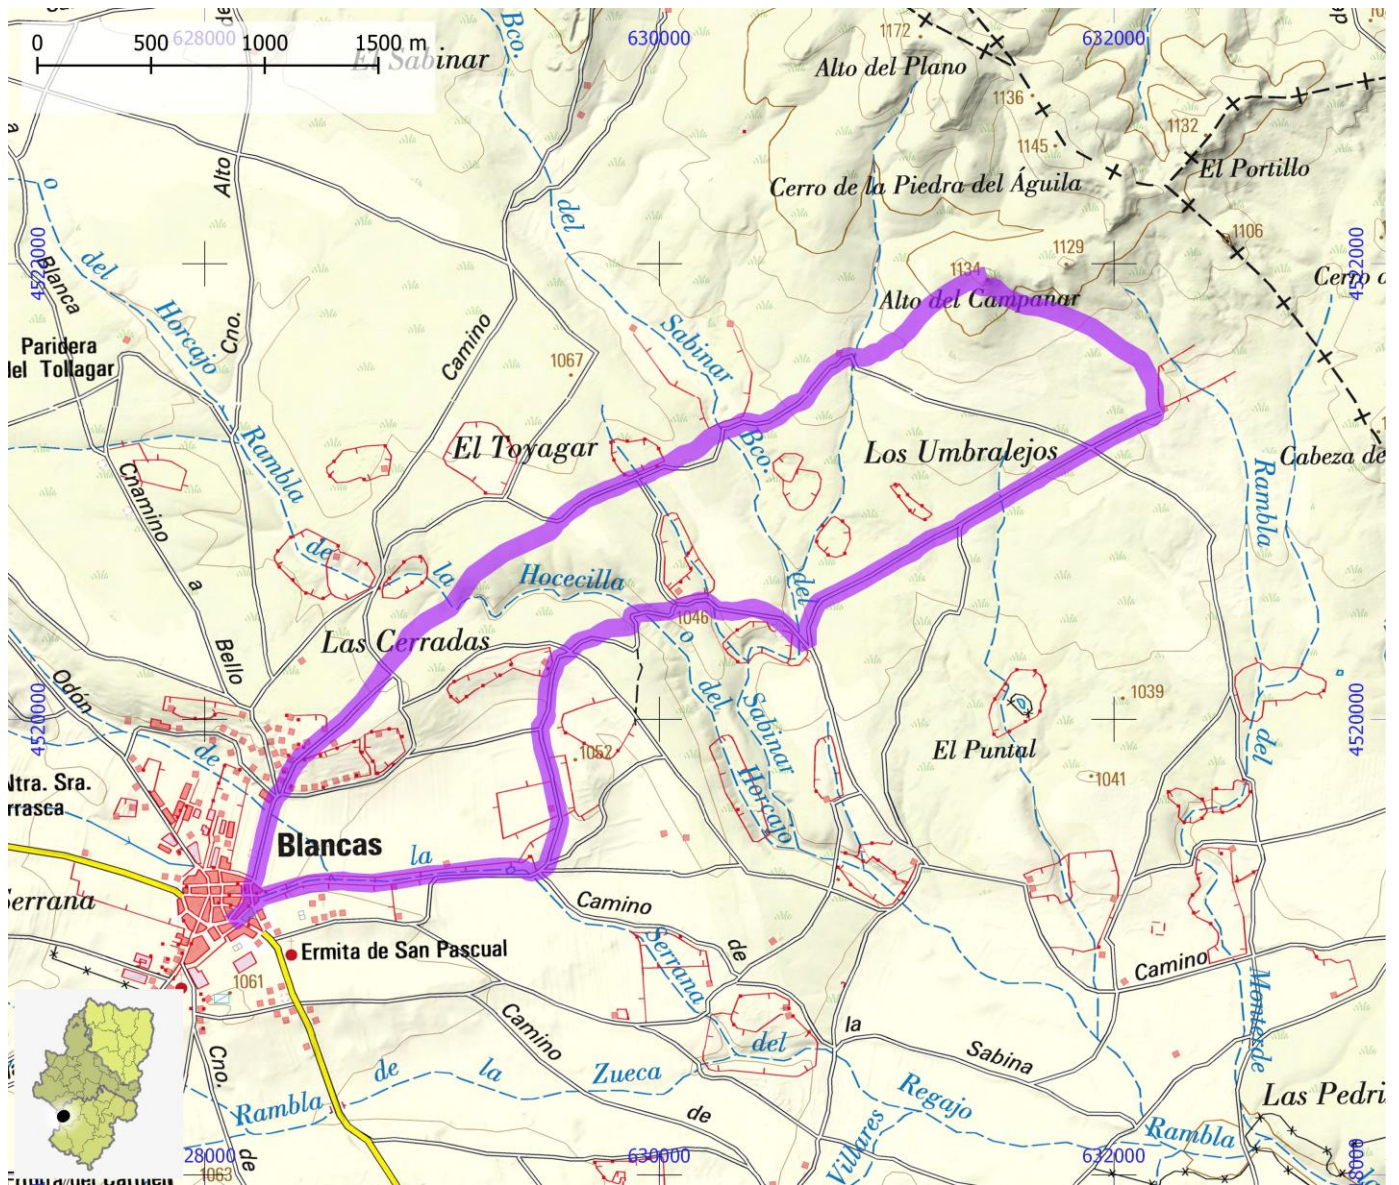 0 500 1000 1500 m
628000
630000
632000
El Sabinar
Bco.
Alto del Plano
1172
1136
1145
1132
El Portillo
Cerro de la Piedra del Águila
Alto
del
1106
4522000
4522000
Blanca
del
Horcajo
Cno.
1134
1129
Alto del Campanar
Sabinar
Camino
Paridera
del Tollagar
1067
Rambla
El Toyagar
Bco.
Los Umbralejos
Rambla
Cabeza de
Cnamino
a
Bello
de
la
Hocecilla
del
Las Cerradas
1046
o
del
Horcajo
Sabinar
Odón
de
4520000
4520000
1039
del
El Puntal
1052
1041
Ntra. Sra.
Blancas
la
Serrana
Camino
de
Ermita de San Pascual
Serrana
Camino
1061
Camino
la
Sabina
Monterde
del
Cno.
de
Rambla
de
la
Zueca
de
Regajo
Villares
Las Pedri
Rambla
28000
630000
632000
1063